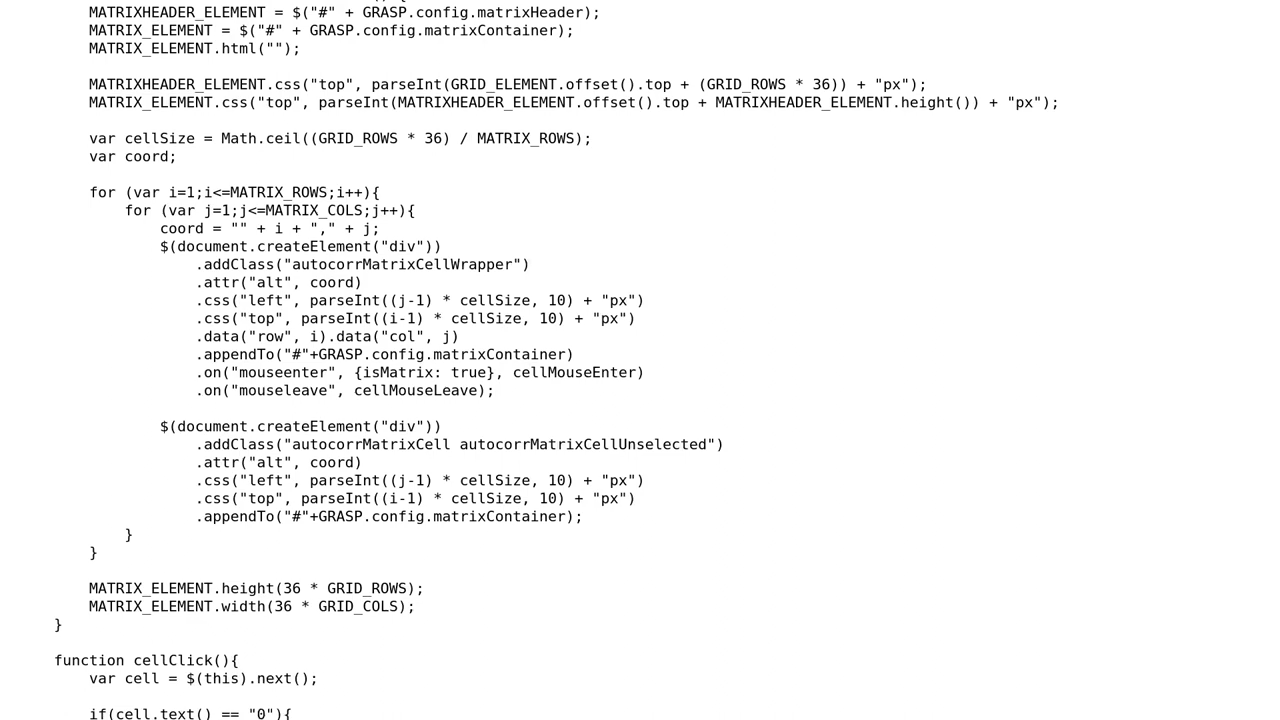 MATRIXHEADER_ELEMENT = $("#" + GRASP.config.matrixHeader);
MATRIX_ELEMENT = $("#" + GRASP.config.matrixContainer);
MATRIX_ELEMENT.html("");

MATRIXHEADER_ELEMENT.css("top", parseInt(GRID_ELEMENT.offset().top + (GRID_ROWS * 36)) + "px");
MATRIX_ELEMENT.css("top", parseInt(MATRIXHEADER_ELEMENT.offset().top + MATRIXHEADER_ELEMENT.height()) + "px");

var cellSize = Math.ceil((GRID_ROWS * 36) / MATRIX_ROWS);
var coord;

for (var i=1;i<=MATRIX_ROWS;i++){
for (var j=1;j<=MATRIX_COLS;j++){
coord = "" + i + "," + j;
$(document.createElement("div"))
.addClass("autocorrMatrixCellWrapper")
.attr("alt", coord)
.css("left", parseInt((j-1) * cellSize, 10) + "px")
.css("top", parseInt((i-1) * cellSize, 10) + "px")
.data("row", i).data("col", j)
.appendTo("#"+GRASP.config.matrixContainer)
.on("mouseenter", {isMatrix: true}, cellMouseEnter)
.on("mouseleave", cellMouseLeave);

$(document.createElement("div"))
.addClass("autocorrMatrixCell autocorrMatrixCellUnselected")
.attr("alt", coord)
.css("left", parseInt((j-1) * cellSize, 10) + "px")
.css("top", parseInt((i-1) * cellSize, 10) + "px")
.appendTo("#"+GRASP.config.matrixContainer);
}
}

MATRIX_ELEMENT.height(36 * GRID_ROWS);
MATRIX_ELEMENT.width(36 * GRID_COLS);
}

function cellClick(){
var cell = $(this).next();

if(cell.text() == "0"){